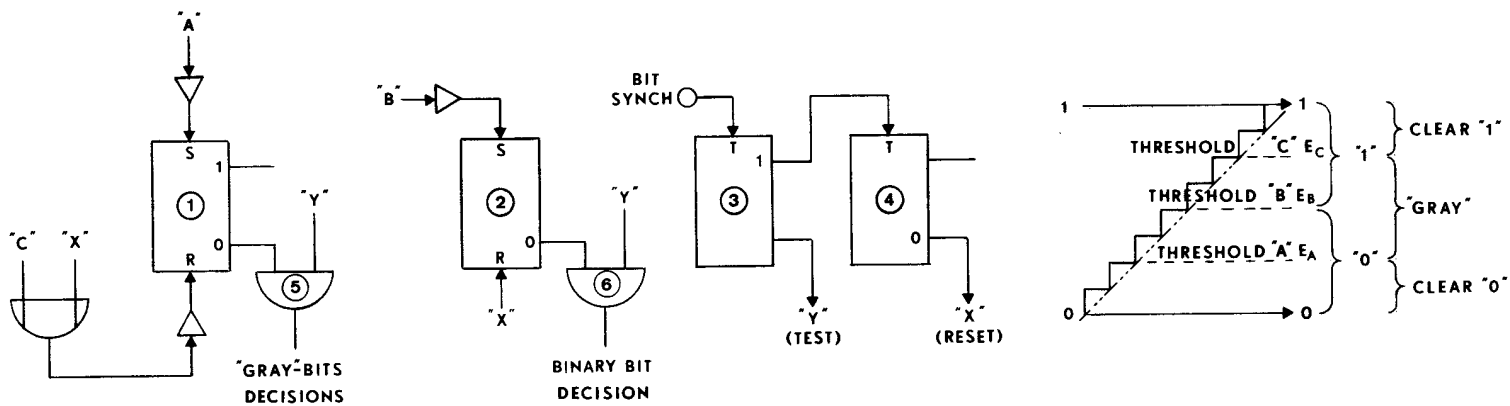 "A"
S
1
①
0
R
"Y"
"C"
"X"
⑤
"GRAY"-BITS
DECISIONS
"B"
S
②
0
R
"X"
"Y"
⑥
BINARY BIT
DECISION
BIT
SYNCH
T
1
③
"Y"
(TEST)
T
④
0
"X"
(RESET)
1
1
THRESHOLD "C" EC
THRESHOLD "B" EB
THRESHOLD "A" EA
0
0
"1"
"0"
CLEAR "1"
"GRAY"
CLEAR "0"